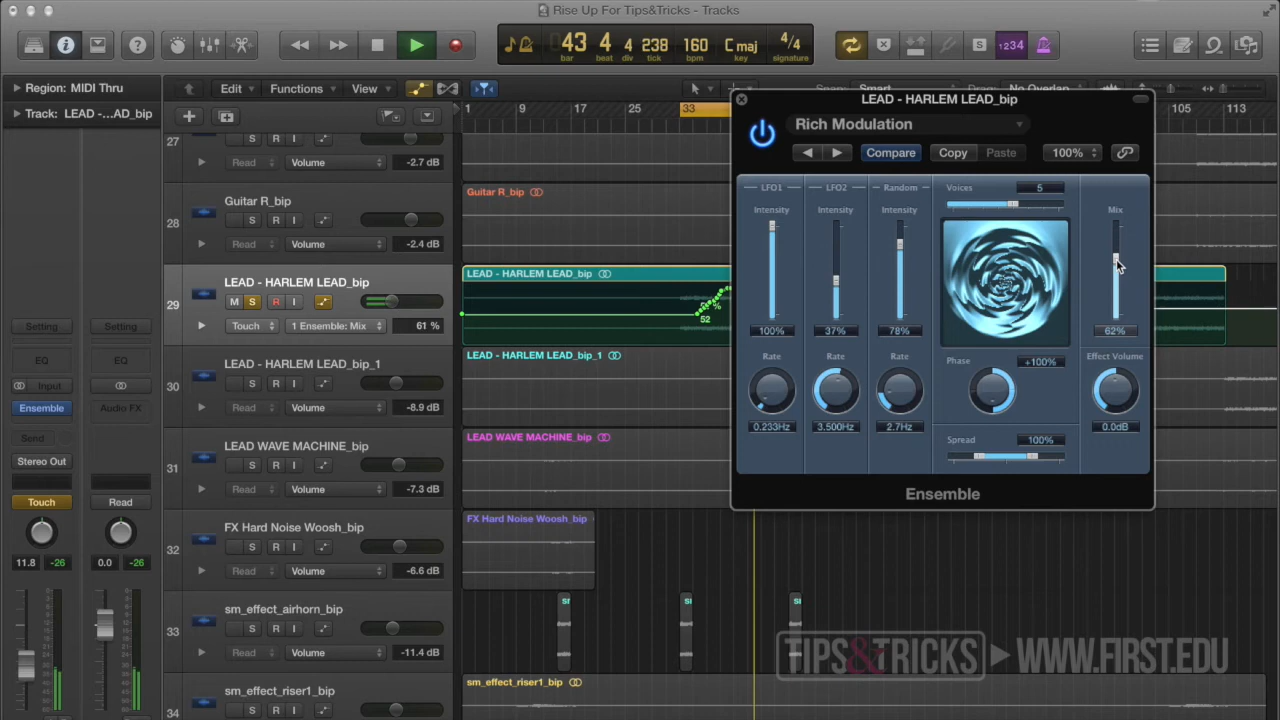 Rise Up For Tips&Tricks - Tracks
43 4 4 238 160 C maj 4/4
bar beat div tick bpm key signature
1234
Region: MIDI Thru
Edit Functions View
Snap: Smart Drag: No Overlap
Track: LEAD -...AD_bip
1 9 17 25 33 105 113
27
S I
Read Volume -2.7 dB
28
Guitar R_bip
S I
Read Volume -2.4 dB
Guitar R_bip
29
LEAD - HARLEM LEAD_bip
M S R I
Touch 1 Ensemble: Mix 61 %
LEAD - HARLEM LEAD_bip
52
30
LEAD - HARLEM LEAD_bip_1
S R I
Read Volume -8.9 dB
LEAD - HARLEM LEAD_bip_1
31
LEAD WAVE MACHINE_bip
S R I
Read Volume -7.3 dB
LEAD WAVE MACHINE_bip
32
FX Hard Noise Woosh_bip
S R I
Read Volume -6.6 dB
FX Hard Noise Woosh_bip
33
sm_effect_airhorn_bip
S R I
Read Volume -11.4 dB
34
sm_effect_riser1_bip
S R I
sm_effect_riser1_bip
Setting Setting
EQ EQ
Input
Ensemble Audio FX
Send
Stereo Out
Touch Read
11.8 -26 0.0 -26
LEAD - HARLEM LEAD_bip
Rich Modulation
Compare Copy Paste 100%
LFO1 LFO2 Random Voices 5
Intensity Intensity Intensity Mix
100% 37% 78% 62%
Rate Rate Rate Phase +100% Effect Volume
0.233Hz 3.500Hz 2.7Hz 0.0dB
Spread 100%
Ensemble
TIPS&TRICKS WWW.FIRST.EDU